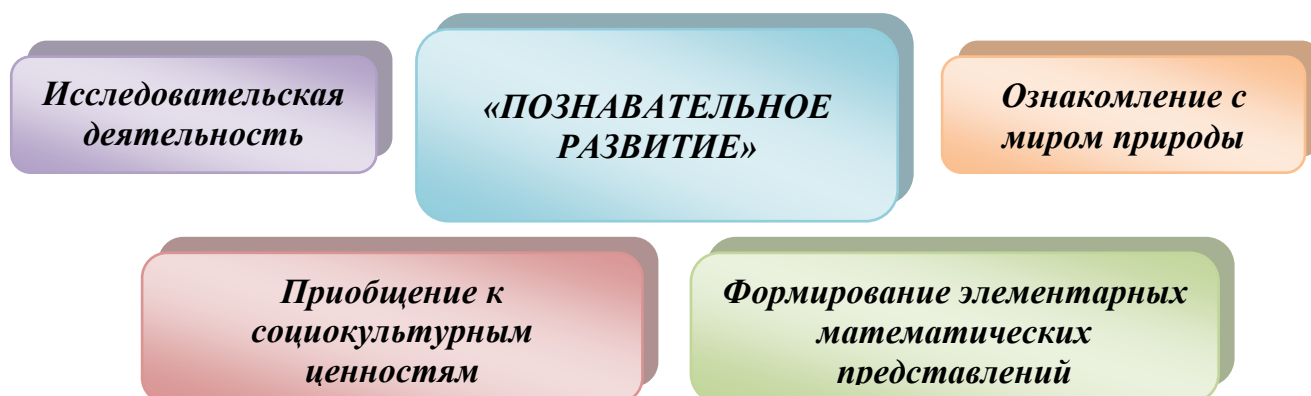 Исследовательская
деятельность
«ПОЗНАВАТЕЛЬНОЕ
РАЗВИТИЕ»
Ознакомление с
миром природы
Приобщение к
социокультурным
ценностям
Формирование элементарных
математических
представлений